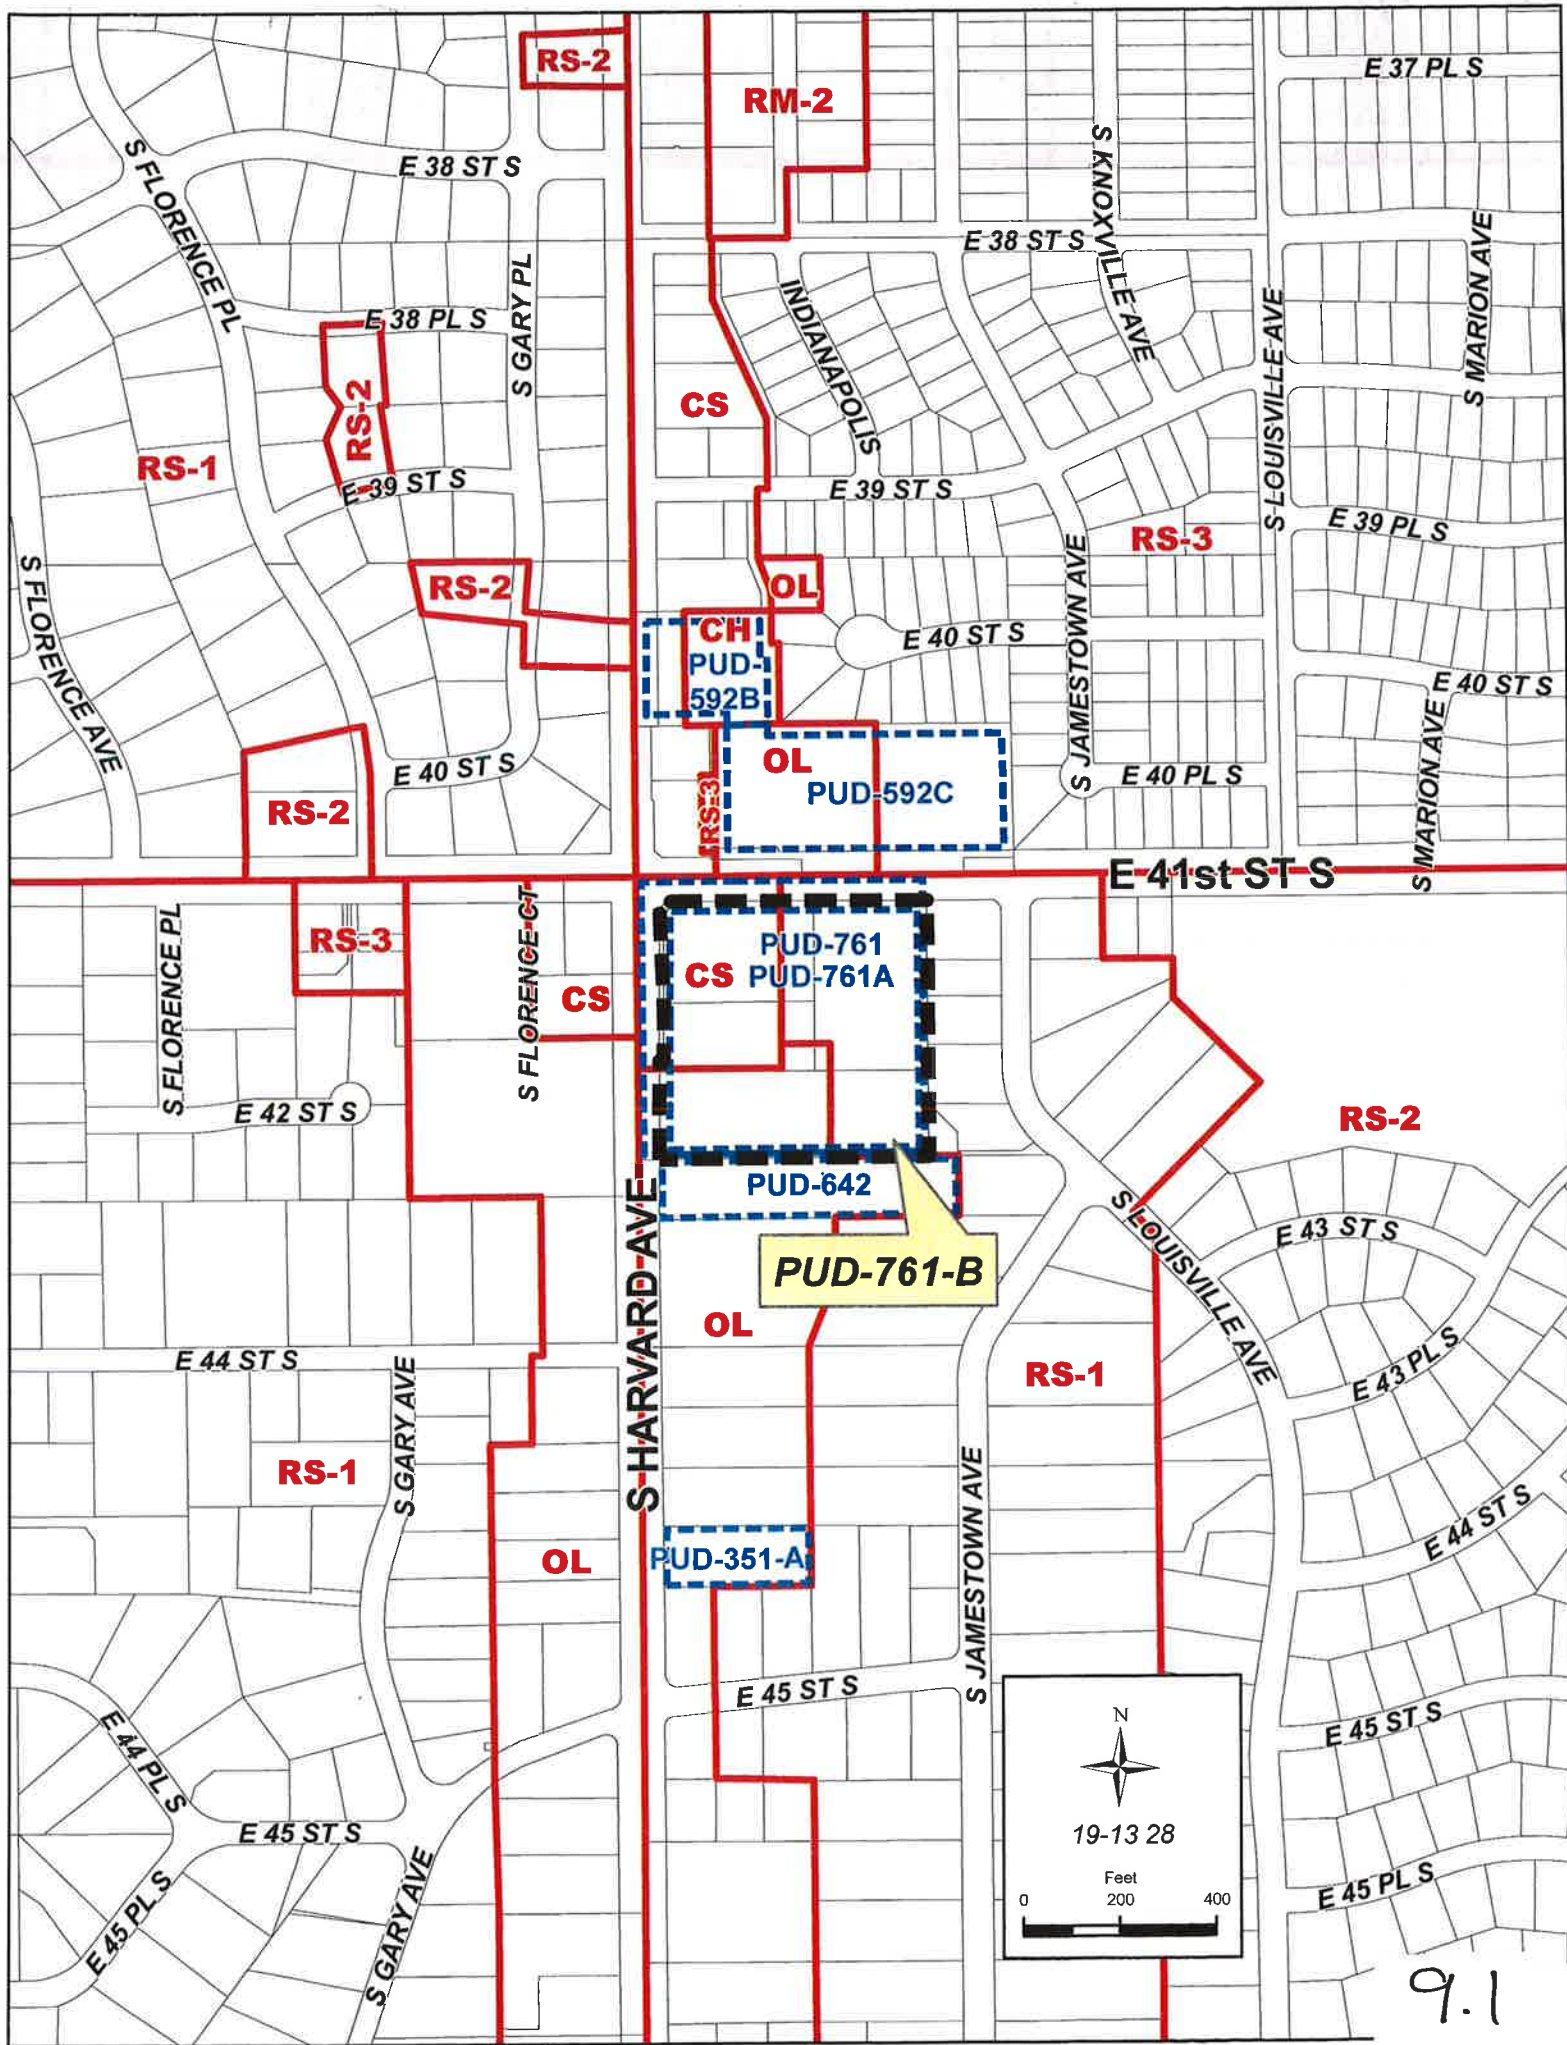 RS-2
E 37 PL S
RM-2
S FLORENCE PL
E 38 ST S
S KNOXVILLE AVE
E 38 ST S
S MARION AVE
S GARY PL
INDIANAPOLIS
S LOUISVILLE AVE
E 38 PL S
RS-2
CS
RS-1
E 39 ST S
E 39 ST S
E 39 PL S
RS-3
S FLORENCE AVE
S JAMESTOWN AVE
RS-2
OL
CH
PUD-
592B
E 40 ST S
E 40 ST S
S MARION AVE
OL
PUD-592C
E 40 ST S
E 40 PL S
RS-3
RS-2
E 41st ST S
S FLORENCE PL
RS-3
S FLORENCE CT
CS
CS
PUD-761
PUD-761A
E 42 ST S
RS-2
PUD-642
S HARVARD AVE
S LOUISVILLE AVE
E 43 ST S
PUD-761-B
OL
E 44 ST S
S GARY AVE
RS-1
E 43 PL S
RS-1
S JAMESTOWN AVE
E 44 ST S
OL
PUD-351-A
E 45 ST S
E 44 PL S
E 45 ST S
E 45 ST S
E 45 PL S
S GARY AVE
E 45 PL S
N
19-13 28
Feet
0 200 400
9.1